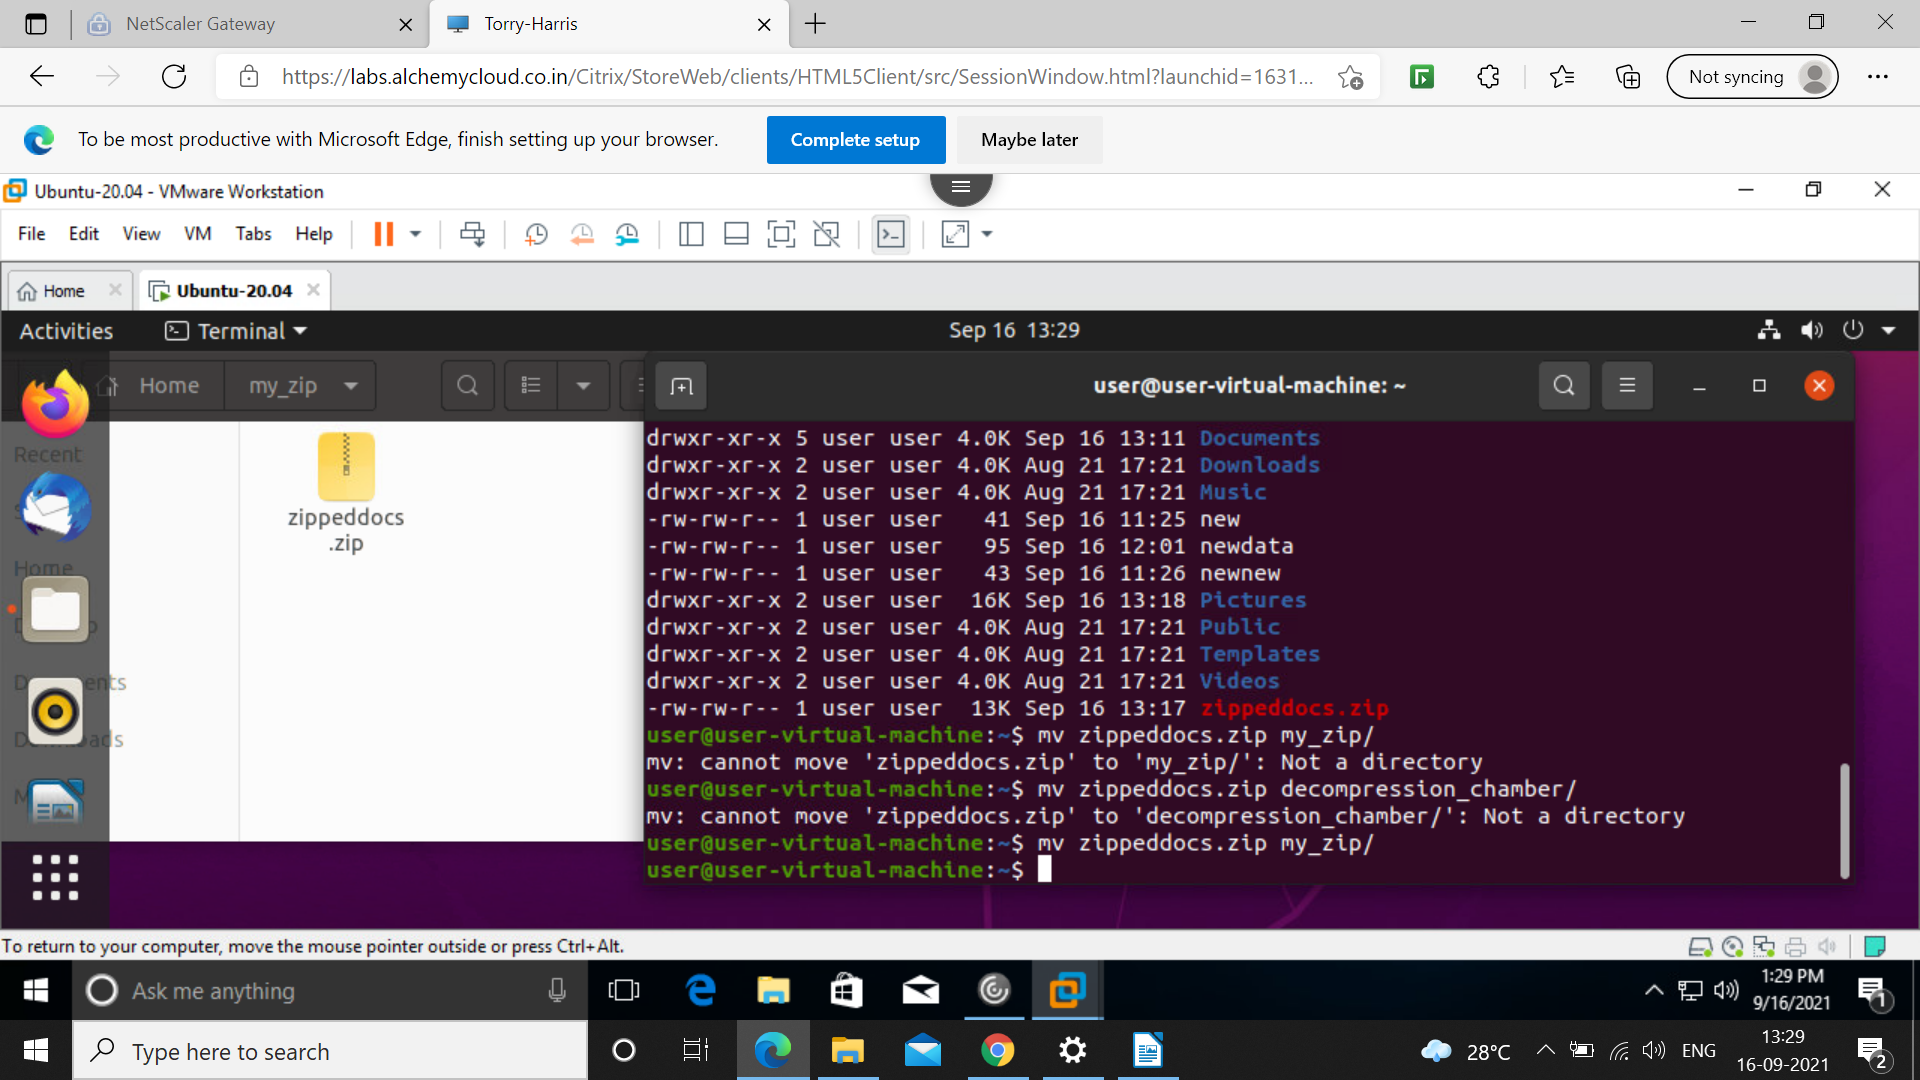 NetScaler Gateway
Torry-Harris
https://labs.alchemycloud.co.in/Citrix/StoreWeb/clients/HTML5Client/src/SessionWindow.html?launchid=1631...
Not syncing
To be most productive with Microsoft Edge, finish setting up your browser.
Complete setup
Maybe later
Ubuntu-20.04 - VMware Workstation
File Edit View VM Tabs Help
Home
Ubuntu-20.04
Activities
Terminal
Sep 16 13:29
Home
my_zip
user@user-virtual-machine: ~
Recent
Home
zippeddocs
.zip
drwxr-xr-x 5 user user 4.0K Sep 16 13:11 Documents
drwxr-xr-x 2 user user 4.0K Aug 21 17:21 Downloads
drwxr-xr-x 2 user user 4.0K Aug 21 17:21 Music
-rw-rw-r-- 1 user user   41 Sep 16 11:25 new
-rw-rw-r-- 1 user user   95 Sep 16 12:01 newdata
-rw-rw-r-- 1 user user   43 Sep 16 11:26 newnew
drwxr-xr-x 2 user user  16K Sep 16 13:18 Pictures
drwxr-xr-x 2 user user 4.0K Aug 21 17:21 Public
drwxr-xr-x 2 user user 4.0K Aug 21 17:21 Templates
drwxr-xr-x 2 user user 4.0K Aug 21 17:21 Videos
-rw-rw-r-- 1 user user  13K Sep 16 13:17 zippeddocs.zip
user@user-virtual-machine:~$ mv zippeddocs.zip my_zip/
mv: cannot move 'zippeddocs.zip' to 'my_zip/': Not a directory
user@user-virtual-machine:~$ mv zippeddocs.zip decompression_chamber/
mv: cannot move 'zippeddocs.zip' to 'decompression_chamber/': Not a directory
user@user-virtual-machine:~$ mv zippeddocs.zip my_zip/
user@user-virtual-machine:~$
To return to your computer, move the mouse pointer outside or press Ctrl+Alt.
Ask me anything
1:29 PM
9/16/2021
1
Type here to search
28°C
ENG
13:29
16-09-2021
2